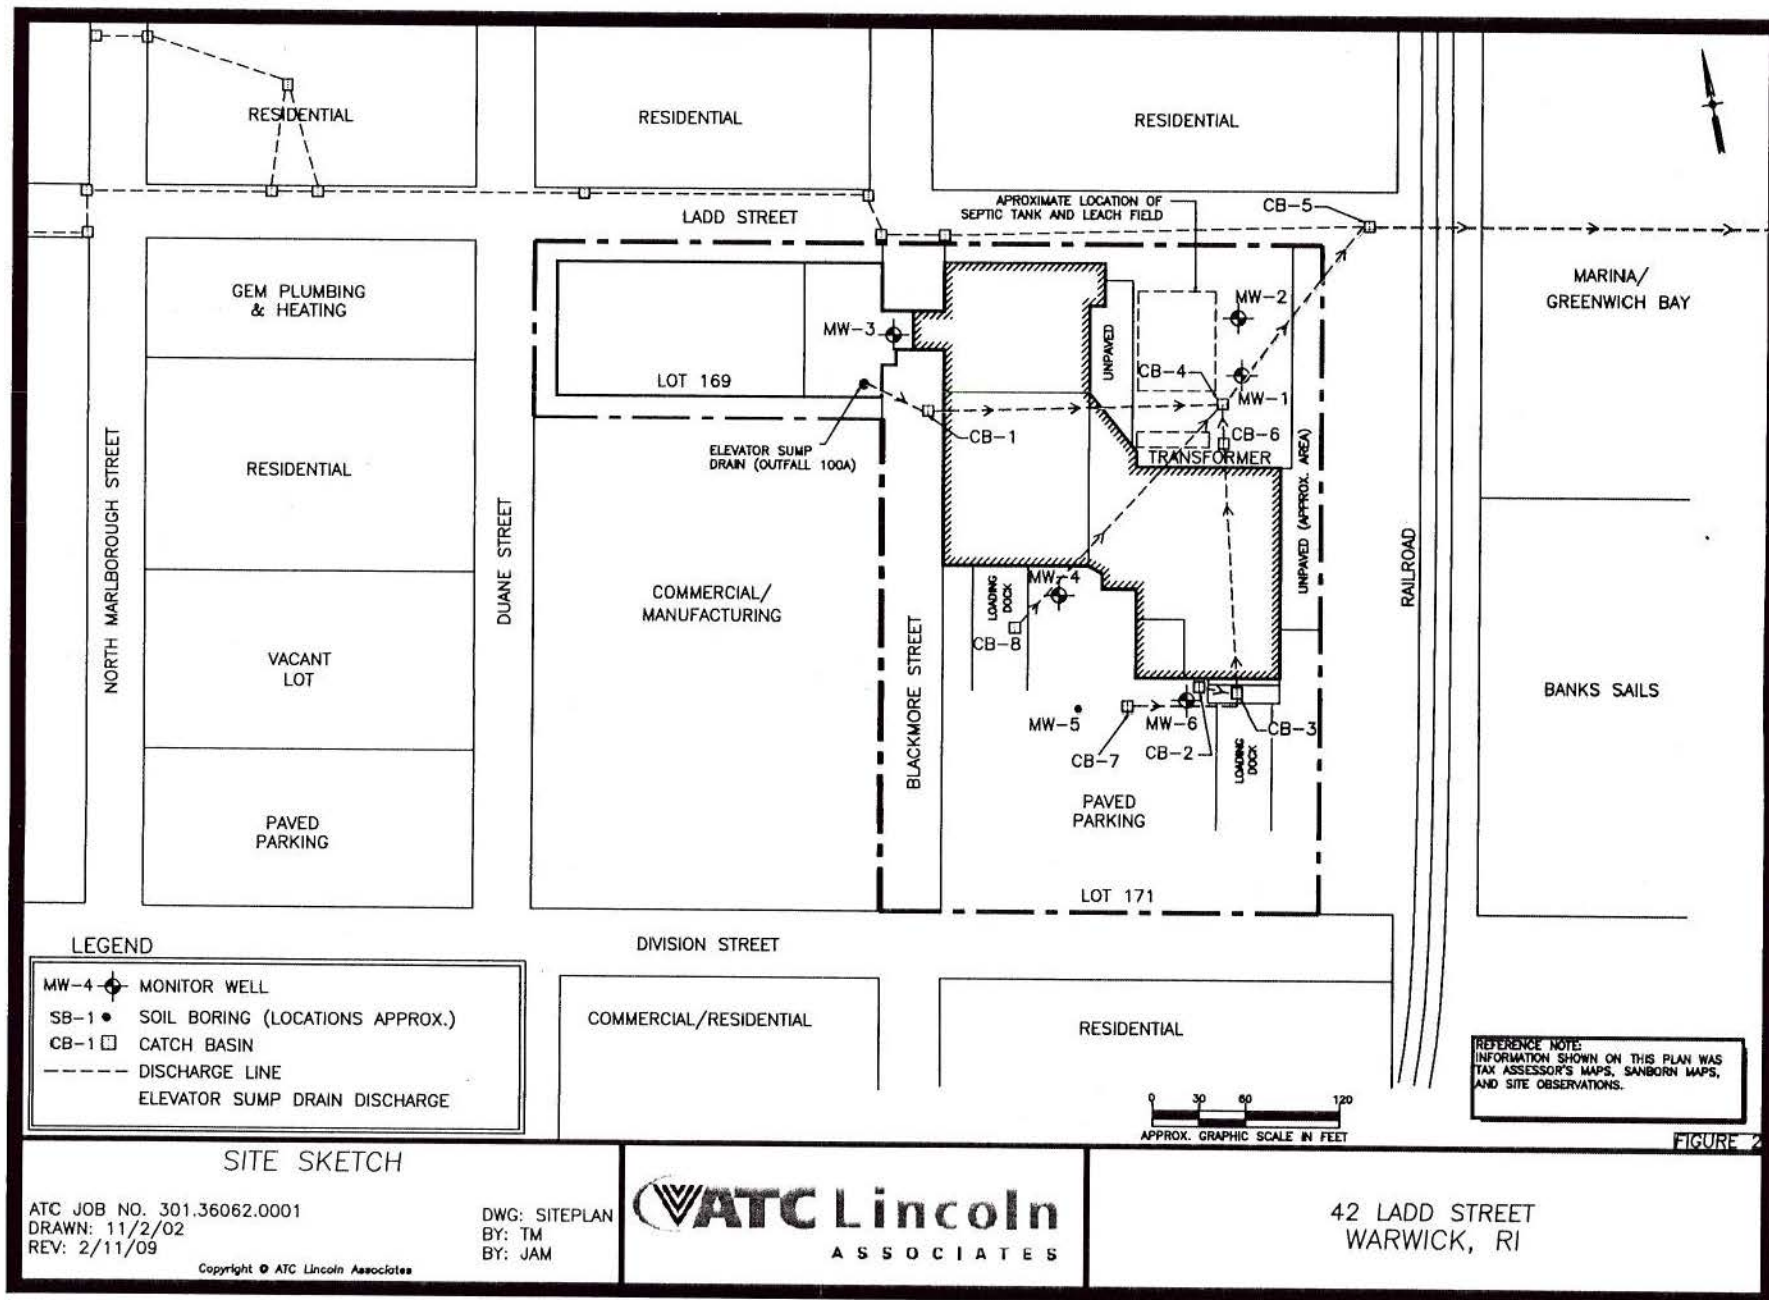 RESIDENTIAL
RESIDENTIAL
RESIDENTIAL
LADD STREET
APROXIMATE LOCATION OF
SEPTIC TANK AND LEACH FIELD
CB-5
GEM PLUMBING
& HEATING
MARINA/
GREENWICH BAY
MW-2
MW-3
UNPAVED
CB-4
LOT 169
MW-1
CB-1
CB-6
ELEVATOR SUMP
DRAIN (OUTFALL 100A)
TRANSFORMER
RESIDENTIAL
NORTH MARLBOROUGH STREET
DUANE STREET
UNPAVED (APPROX. AREA)
RAILROAD
COMMERCIAL/
MANUFACTURING
LOADING
DOCK
MW-4
CB-8
BLACKMORE STREET
VACANT
LOT
BANKS SAILS
MW-5
MW-6
CB-3
CB-7
CB-2
LOADING
DOCK
PAVED
PARKING
PAVED
PARKING
LOT 171
DIVISION STREET
COMMERCIAL/RESIDENTIAL
RESIDENTIAL
LEGEND
MW-4 MONITOR WELL
SB-1 SOIL BORING (LOCATIONS APPROX.)
CB-1 CATCH BASIN
DISCHARGE LINE
ELEVATOR SUMP DRAIN DISCHARGE
0 30 60 120
APPROX. GRAPHIC SCALE IN FEET
REFERENCE NOTE:
INFORMATION SHOWN ON THIS PLAN WAS
TAX ASSESSOR'S MAPS, SANBORN MAPS,
AND SITE OBSERVATIONS.
FIGURE 2
SITE SKETCH
ATC JOB NO. 301.36062.0001
DRAWN: 11/2/02
REV: 2/11/09
DWG: SITEPLAN
BY: TM
BY: JAM
Copyright © ATC Lincoln Associates
ATC Lincoln
ASSOCIATES
42 LADD STREET
WARWICK, RI